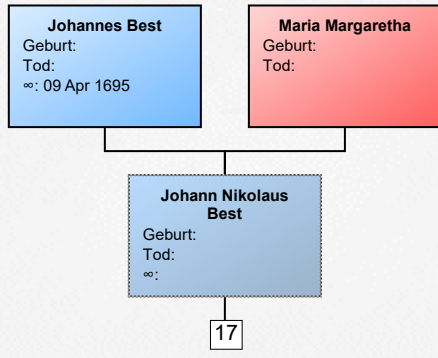 Johannes Best
Geburt:
Tod:
∞: 09 Apr 1695
Maria Margaretha
Geburt:
Tod:
Johann Nikolaus
Best
Geburt:
Tod:
∞:
17